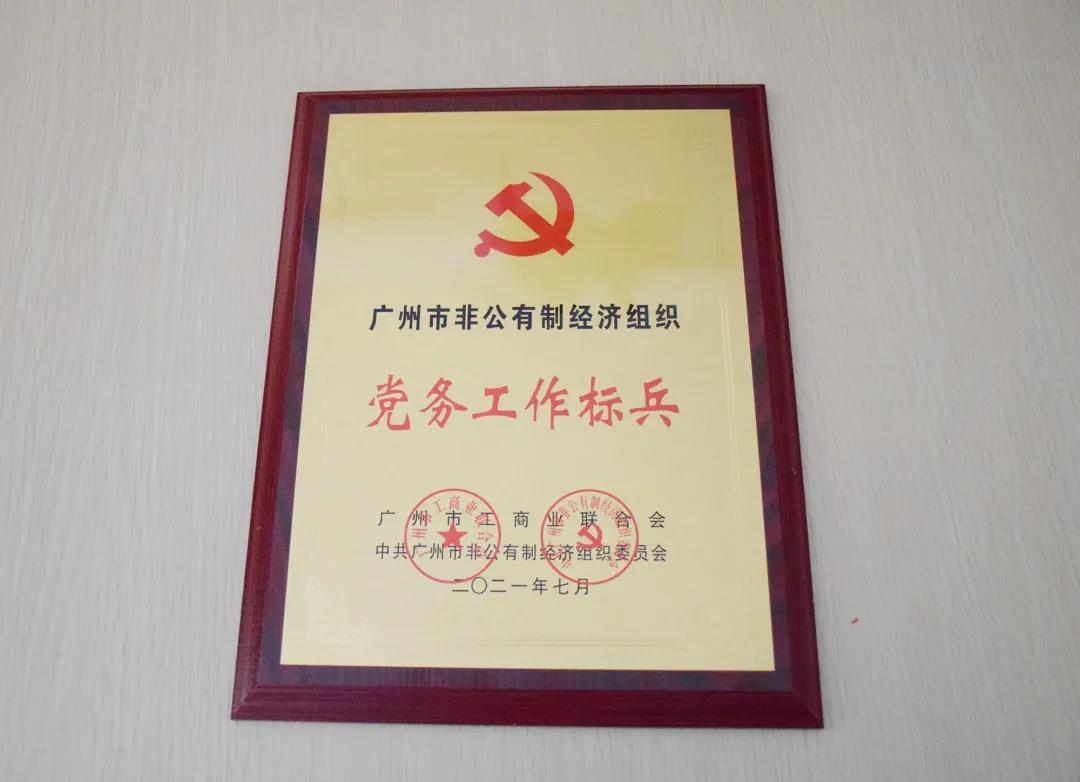 广州市非公有制经济组织
党务工作标兵
广州市工商业联合会
中共广州市非公有制经济组织委员会
二〇二一年七月